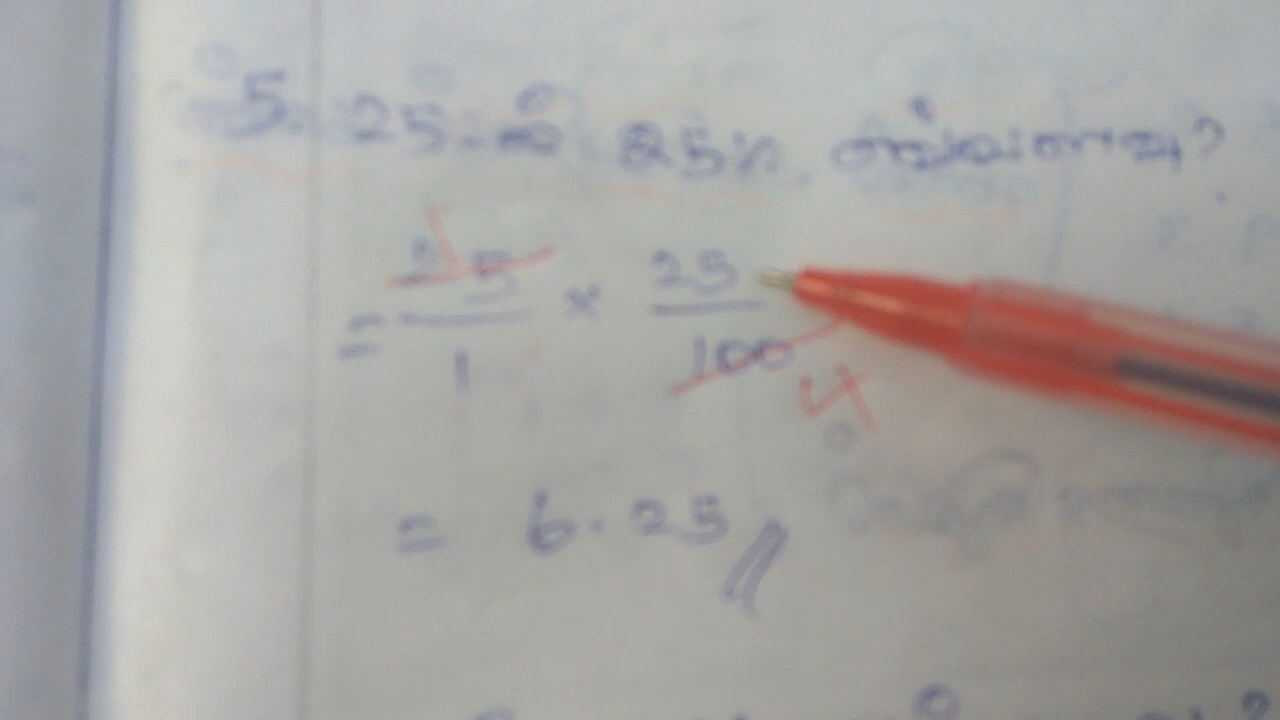 5. 25-ல் 25% எவ்வளவு?
= 25/1 × 25/100 4
= 6.25